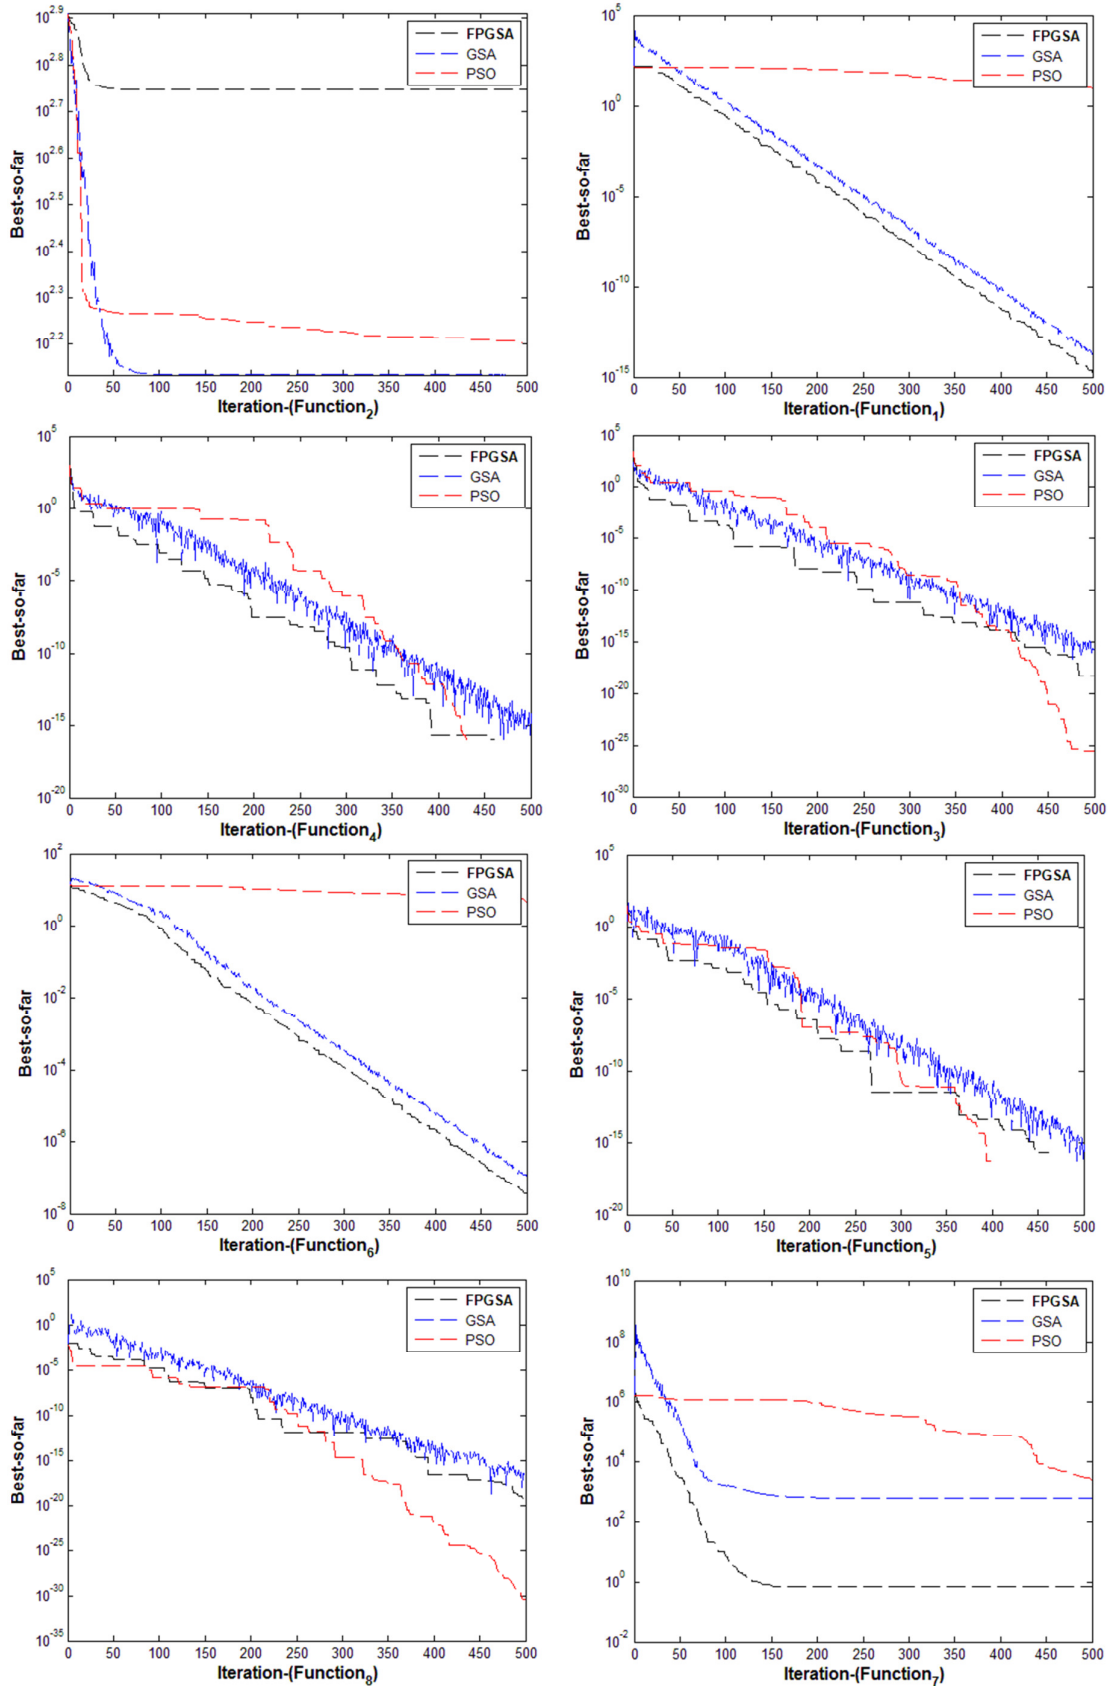 10^2.9
10^2.8
10^2.7
10^2.6
10^2.5
10^2.4
10^2.3
10^2.2
Best-so-far
FPGSA
GSA
PSO
0 50 100 150 200 250 300 350 400 450 500
Iteration-(Function_2)
10^5
10^0
10^-5
10^-10
10^-15
Best-so-far
FPGSA
GSA
PSO
0 50 100 150 200 250 300 350 400 450 500
Iteration-(Function_1)
10^5
10^0
10^-5
10^-10
10^-15
10^-20
Best-so-far
FPGSA
GSA
PSO
0 50 100 150 200 250 300 350 400 450 500
Iteration-(Function_4)
10^5
10^0
10^-5
10^-10
10^-15
10^-20
10^-25
10^-30
Best-so-far
FPGSA
GSA
PSO
0 50 100 150 200 250 300 350 400 450 500
Iteration-(Function_3)
10^2
10^0
10^-2
10^-4
10^-6
10^-8
Best-so-far
FPGSA
GSA
PSO
0 50 100 150 200 250 300 350 400 450 500
Iteration-(Function_6)
10^5
10^0
10^-5
10^-10
10^-15
10^-20
Best-so-far
FPGSA
GSA
PSO
0 50 100 150 200 250 300 350 400 450 500
Iteration-(Function_5)
10^5
10^0
10^-5
10^-10
10^-15
10^-20
10^-25
10^-30
10^-35
Best-so-far
FPGSA
GSA
PSO
0 50 100 150 200 250 300 350 400 450 500
Iteration-(Function_8)
10^10
10^8
10^6
10^4
10^2
10^0
10^-2
Best-so-far
FPGSA
GSA
PSO
0 50 100 150 200 250 300 350 400 450 500
Iteration-(Function_7)